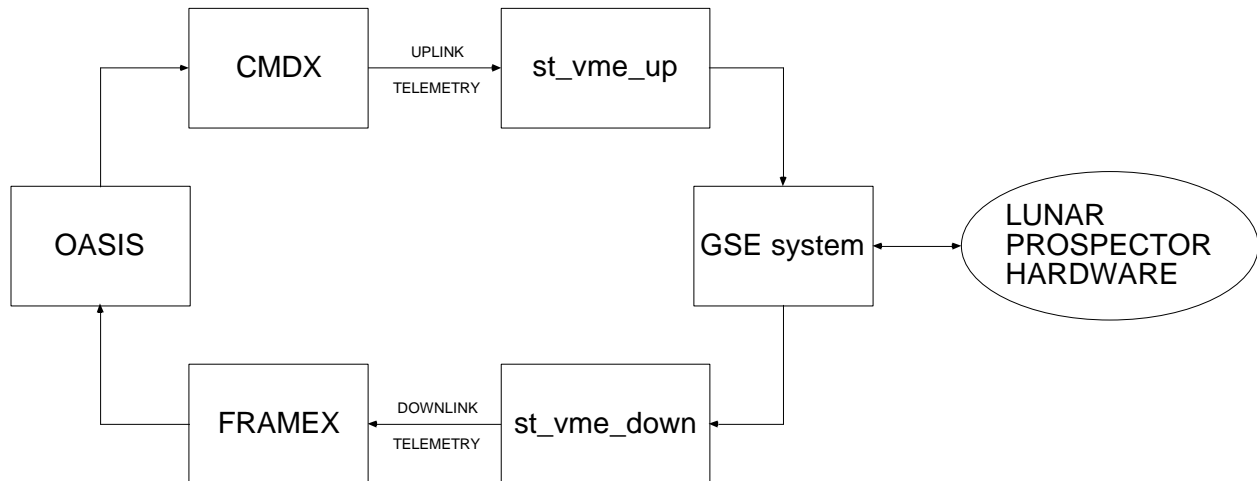 CMDX
UPLINK
TELEMETRY
st_vme_up
OASIS
GSE system
LUNAR
PROSPECTOR
HARDWARE
FRAMEX
DOWNLINK
TELEMETRY
st_vme_down